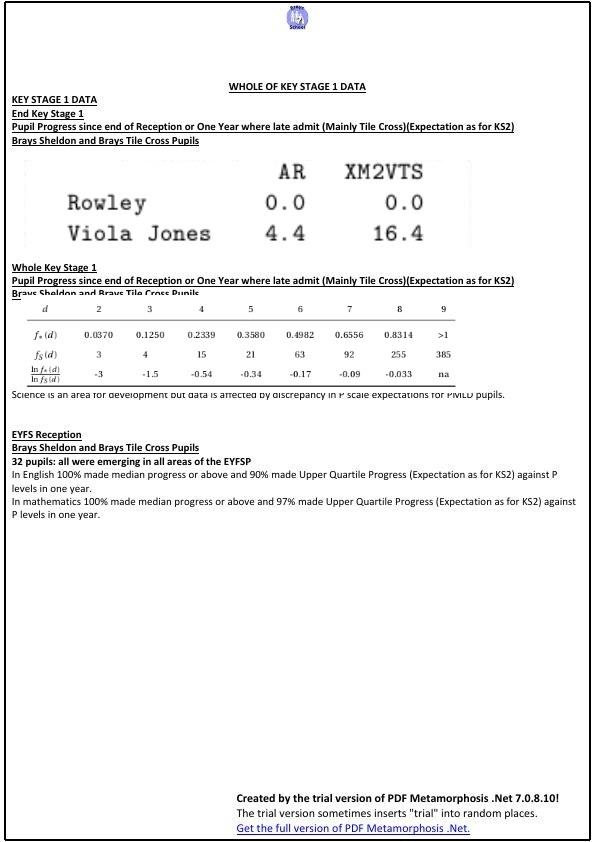 WHOLE OF KEY STAGE 1 DATA
KEY STAGE 1 DATA
End Key Stage 1
Pupil Progress since end of Reception or One Year where late admit (Mainly Tile Cross)(Expectation as for KS2)
Brays Sheldon and Brays Tile Cross Pupils
AR XM2VTS
Rowley 0.0 0.0
Viola Jones 4.4 16.4
Whole Key Stage 1
Pupil Progress since end of Reception or One Year where late admit (Mainly Tile Cross)(Expectation as for KS2)
Brays Sheldon and Brays Tile Cross Pupils
d 2 3 4 5 6 7 8 9
f*(d) 0.0370 0.1250 0.2339 0.3580 0.4982 0.6556 0.8314 >1
fS(d) 3 4 15 21 63 92 255 385
ln f*(d)
ln fS(d) -3 -1.5 -0.54 -0.34 -0.17 -0.09 -0.033 na
Science is an area for development but data is affected by discrepancy in P scale expectations for PMLD pupils.
EYFS Reception
Brays Sheldon and Brays Tile Cross Pupils
32 pupils: all were emerging in all areas of the EYFSP
In English 100% made median progress or above and 90% made Upper Quartile Progress (Expectation as for KS2) against P
levels in one year.
In mathematics 100% made median progress or above and 97% made Upper Quartile Progress (Expectation as for KS2) against
P levels in one year.
Created by the trial version of PDF Metamorphosis .Net 7.0.8.10!
The trial version sometimes inserts "trial" into random places.
Get the full version of PDF Metamorphosis .Net.